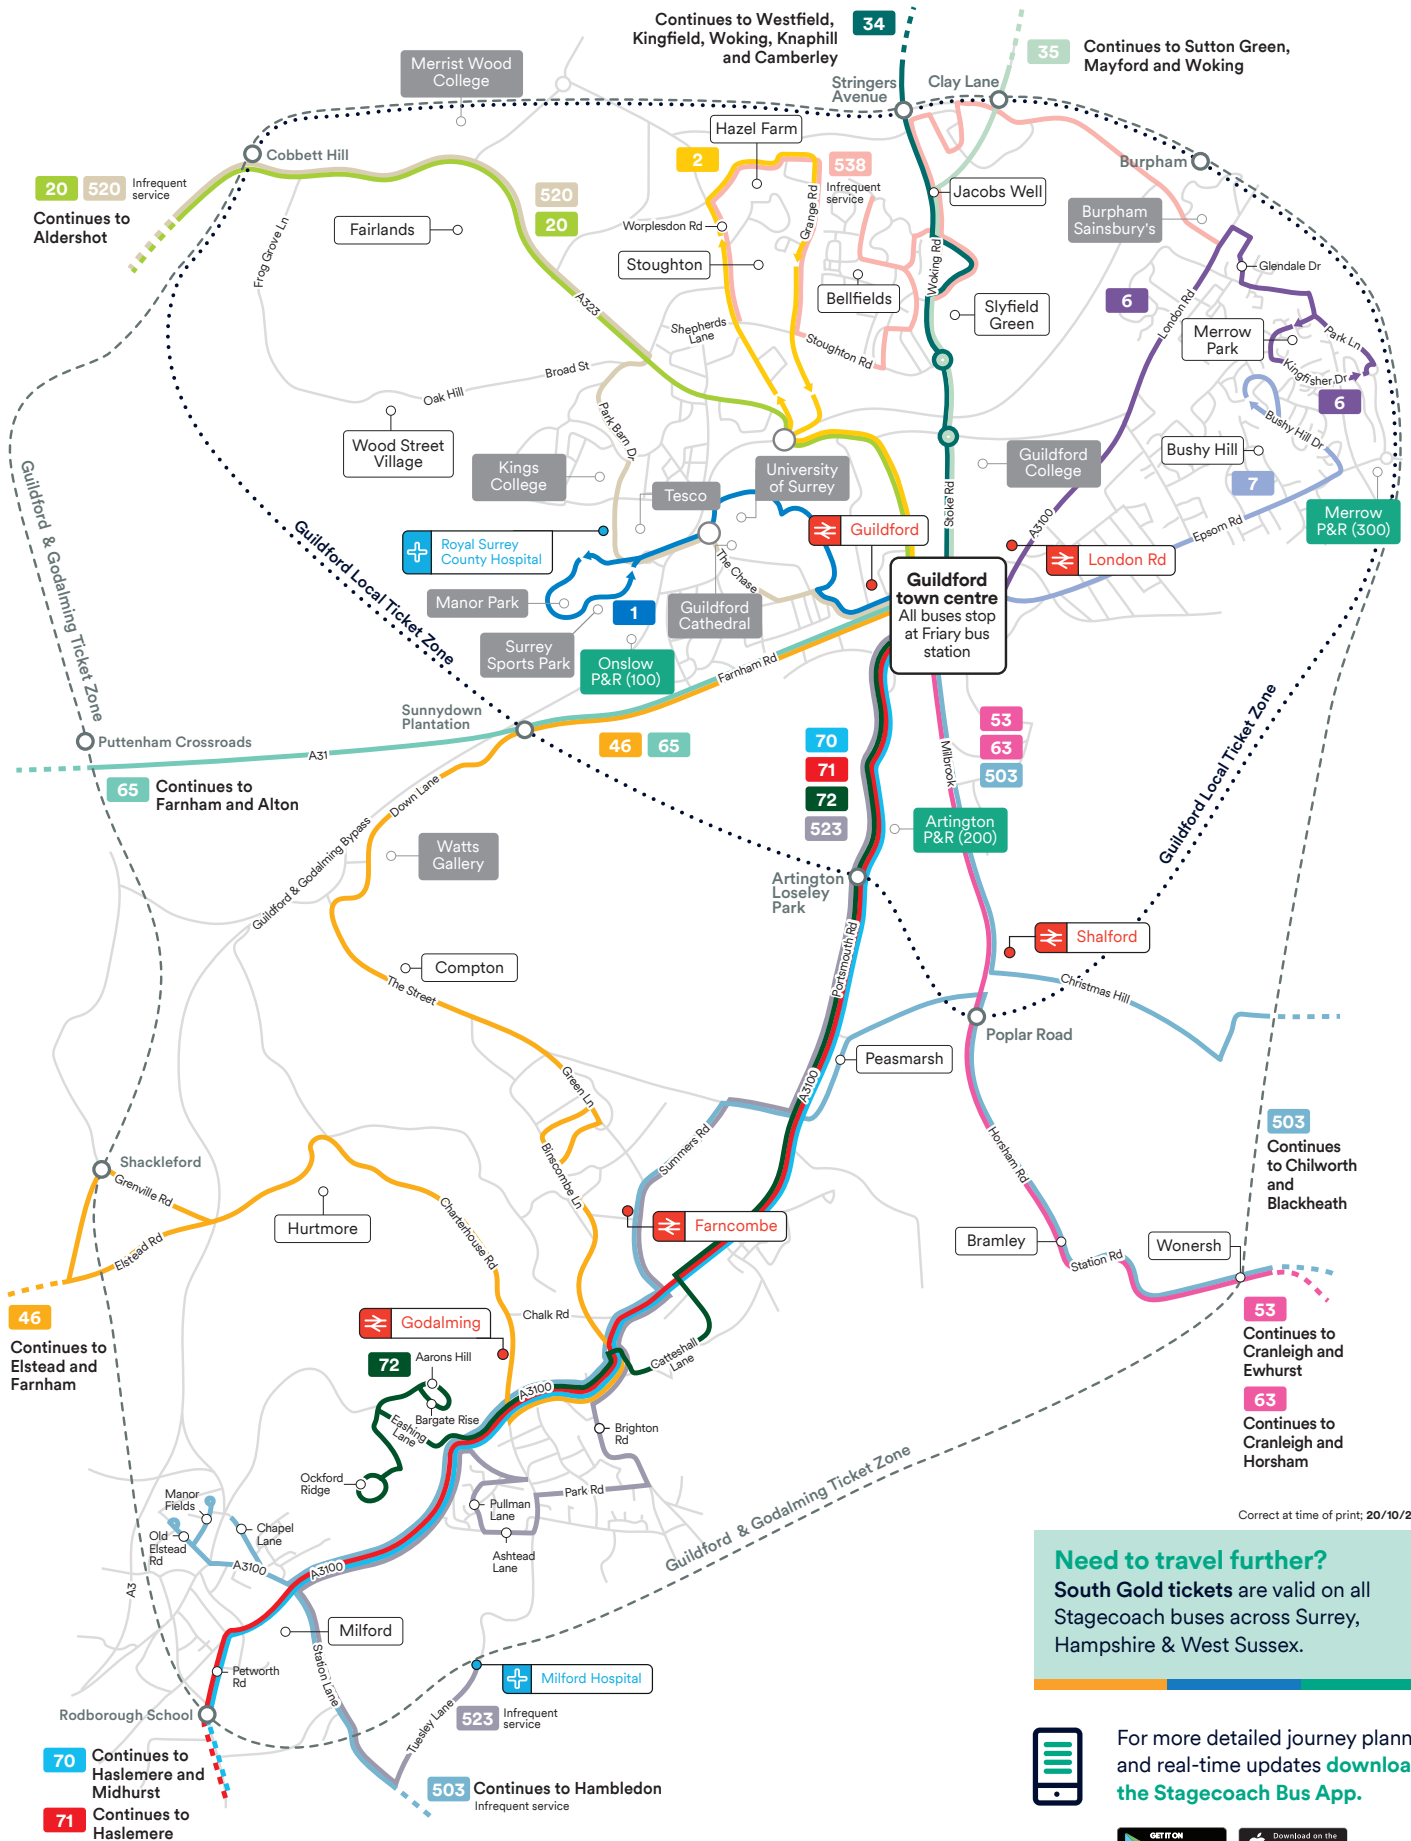 Continues to Westfield,
Kingfield, Woking, Knaphill
and Camberley
34
35
Continues to Sutton Green,
Mayford and Woking
Merrist Wood
College
Stringers
Avenue
Clay Lane
Hazel Farm
Cobbett Hill
2
538
Infrequent
service
Burpham
20
520
Infrequent
service
Continues to
Aldershot
520
20
Jacobs Well
Burpham
Sainsbury's
Fairlands
Worplesdon Rd
Grange Rd
Frog Grove Ln
Stoughton
Woking Rd
Glendale Dr
Bellfields
6
London Rd
A323
Slyfield
Green
Merrow
Park
Park Ln
Shepherds
Lane
Stoughton Rd
Kingfisher Dr
Broad St
Oak Hill
6
Park Barn Dr
Bushy Hill Dr
Wood Street
Village
Kings
College
University
of Surrey
Guildford
College
Bushy Hill
7
Tesco
Stoke Rd
Merrow
P&R (300)
Guildford & Godalming Ticket Zone
Guildford Local Ticket Zone
Royal Surrey
County Hospital
Guildford
A3100
Epsom Rd
London Rd
The Chase
Guildford
town centre
All buses stop
at Friary bus
station
Manor Park
1
Guildford
Cathedral
Surrey
Sports Park
Onslow
P&R (100)
Farnham Rd
Sunnydown
Plantation
Puttenham Crossroads
A31
46
65
65
Continues to
Farnham and Alton
70
71
72
523
53
63
503
Milbrook
Guildford Local Ticket Zone
Down Lane
Guildford & Godalming Bypass
Watts
Gallery
Artington
P&R (200)
Artington
Loseley
Park
Portsmouth Rd
Shalford
Compton
The Street
Christmas Hill
Poplar Road
Peasmarsh
A3100
Green Ln
Binscombe Ln
Summers Rd
Horsham Rd
503
Continues
to Chilworth
and
Blackheath
Shackleford
Grenville Rd
Elstead Rd
Hurtmore
Charterhouse Rd
Farncombe
Bramley
Station Rd
Wonersh
46
Continues to
Elstead and
Farnham
53
Continues to
Cranleigh and
Ewhurst
63
Continues to
Cranleigh and
Horsham
Godalming
Chalk Rd
Catteshall
Lane
72
Aarons Hill
A3100
Bargate Rise
Eashing
Lane
Brighton
Rd
Ockford
Ridge
Park Rd
Pullman
Lane
Ashtead
Lane
Guildford & Godalming Ticket Zone
Manor
Fields
Old
Elstead
Rd
Chapel
Lane
A3100
A3100
A3
Milford
Station Lane
Petworth
Rd
Milford Hospital
Tuesley Lane
523
Infrequent
service
Rodborough School
70
Continues to
Haslemere and
Midhurst
71
Continues to
Haslemere
503
Continues to Hambledon
Infrequent service
Correct at time of print; 20/10/2
Need to travel further?
South Gold tickets are valid on all
Stagecoach buses across Surrey,
Hampshire & West Sussex.
For more detailed journey plann
and real-time updates downloa
the Stagecoach Bus App.
GET IT ON
Download on the